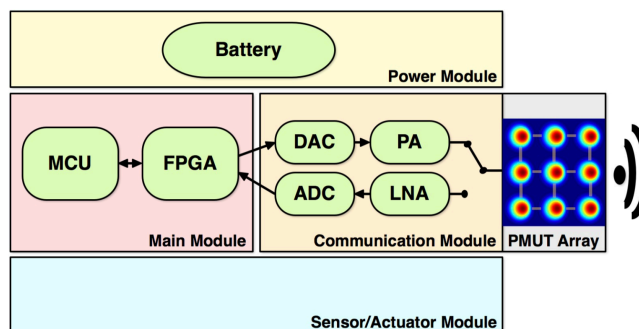 Battery
Power Module
MCU
FPGA
DAC
PA
ADC
LNA
Main Module
Communication Module
PMUT Array
Sensor/Actuator Module